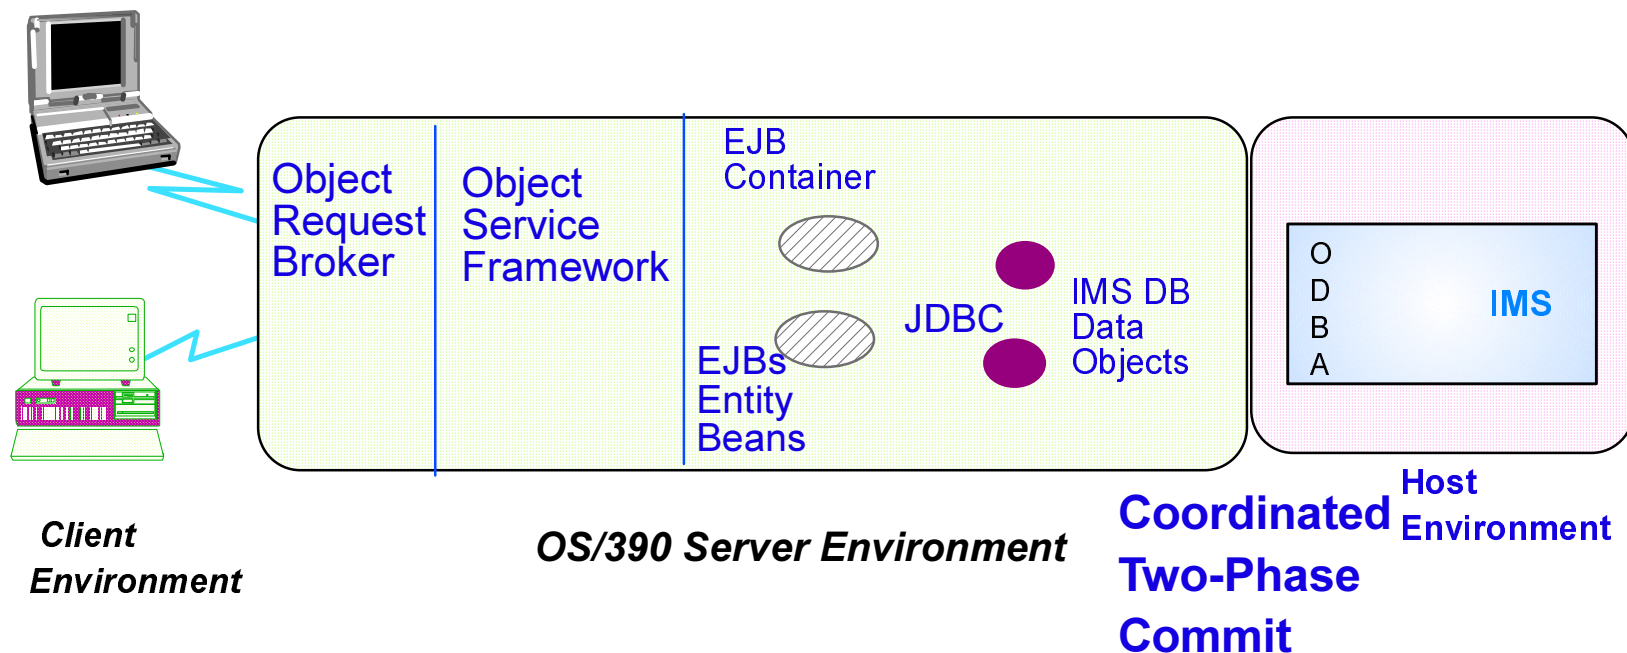 Object
Request
Broker
Object
Service
Framework
EJB
Container
EJBs
Entity
Beans
JDBC
IMS DB
Data
Objects
O
D
B
A
IMS
Client
Environment
OS/390 Server Environment
Coordinated
Two-Phase
Commit
Host
Environment